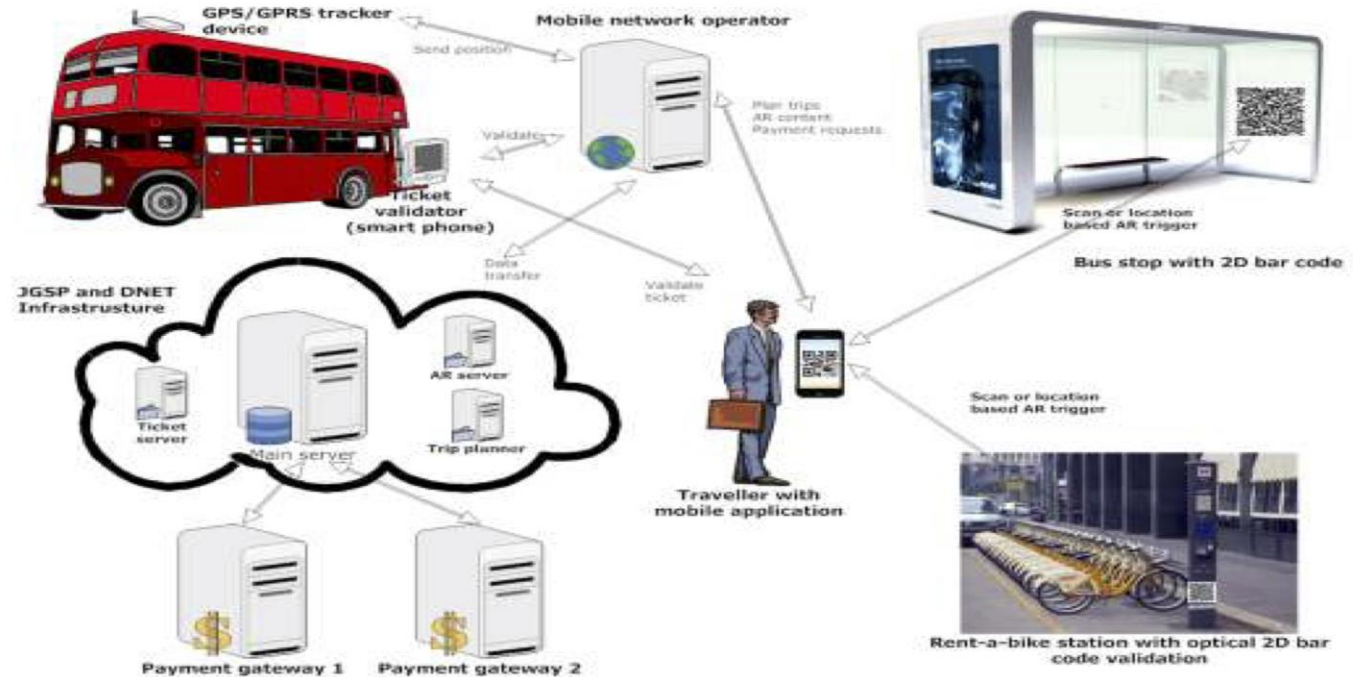 GPS/GPRS tracker
device
Mobile network operator
Send position
Plan trips
AR content
Payment requests
Validate
Ticket
validator
(smart phone)
Scan or location
based AR trigger
Bus stop with 2D bar code
Data
transfer
Validate
ticket
JGSP and DNET
Infrastrusture
AR server
Ticket
server
Trip planner
Main server
Scan or location
based AR trigger
Traveller with
mobile application
Payment gateway 1
Payment gateway 2
Rent-a-bike station with optical 2D bar
code validation